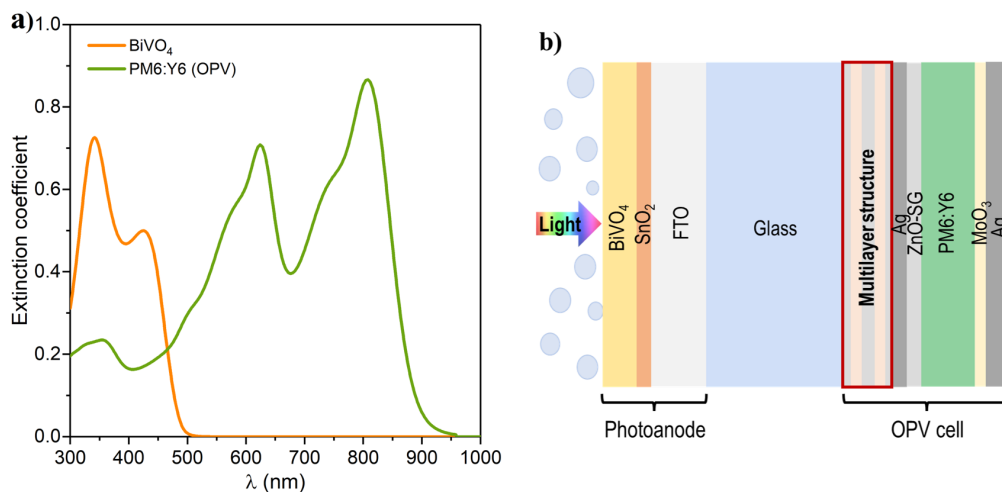 a)
1.0
0.8
0.6
0.4
0.2
0.0
Extinction coefficient
BiVO4
PM6:Y6 (OPV)
300 400 500 600 700 800 900 1000
λ (nm)
b)
Light
BiVO4
SnO2
FTO
Glass
Multilayer structure
Ag
ZnO-SG
PM6:Y6
MoO3
Ag
Photoanode
OPV cell